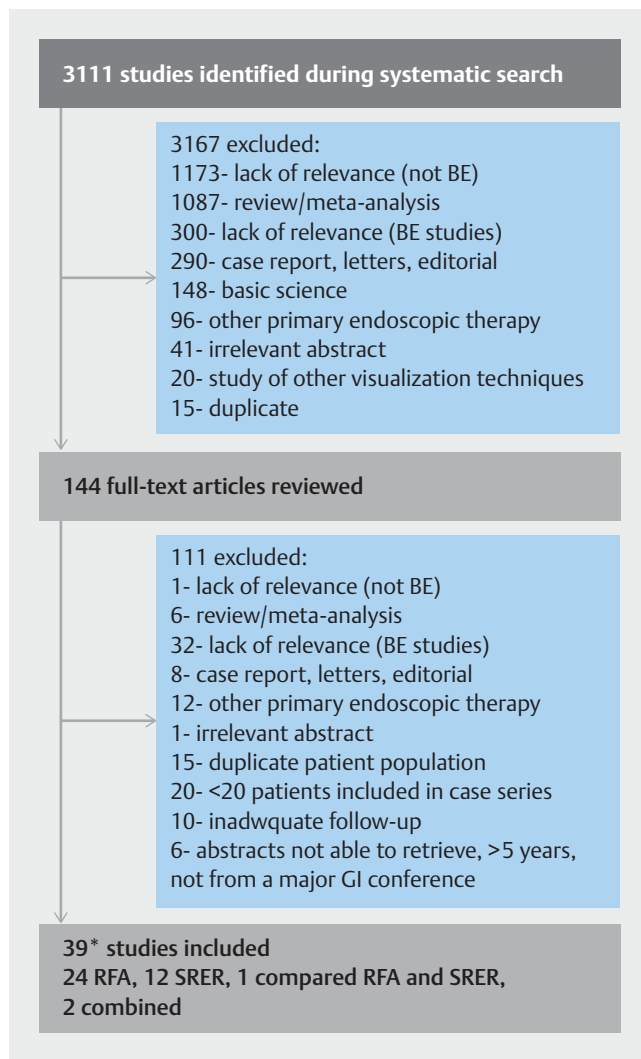 3111 studies identified during systematic search
3167 excluded:
1173- lack of relevance (not BE)
1087- review/meta-analysis
300- lack of relevance (BE studies)
290- case report, letters, editorial
148- basic science
96- other primary endoscopic therapy
41- irrelevant abstract
20- study of other visualization techniques
15- duplicate
144 full-text articles reviewed
111 excluded:
1- lack of relevance (not BE)
6- review/meta-analysis
32- lack of relevance (BE studies)
8- case report, letters, editorial
12- other primary endoscopic therapy
1- irrelevant abstract
15- duplicate patient population
20- <20 patients included in case series
10- inadwquate follow-up
6- abstracts not able to retrieve, >5 years,
not from a major GI conference
39* studies included
24 RFA, 12 SRER, 1 compared RFA and SRER,
2 combined